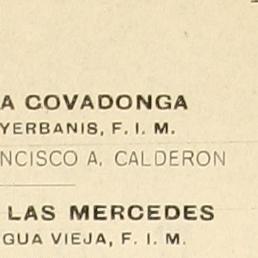 A COVADONGA
YERBANIS, F. I. M.
NCISCO A. CALDERON
LAS MERCEDES
GUA VIEJA, F. I. M.